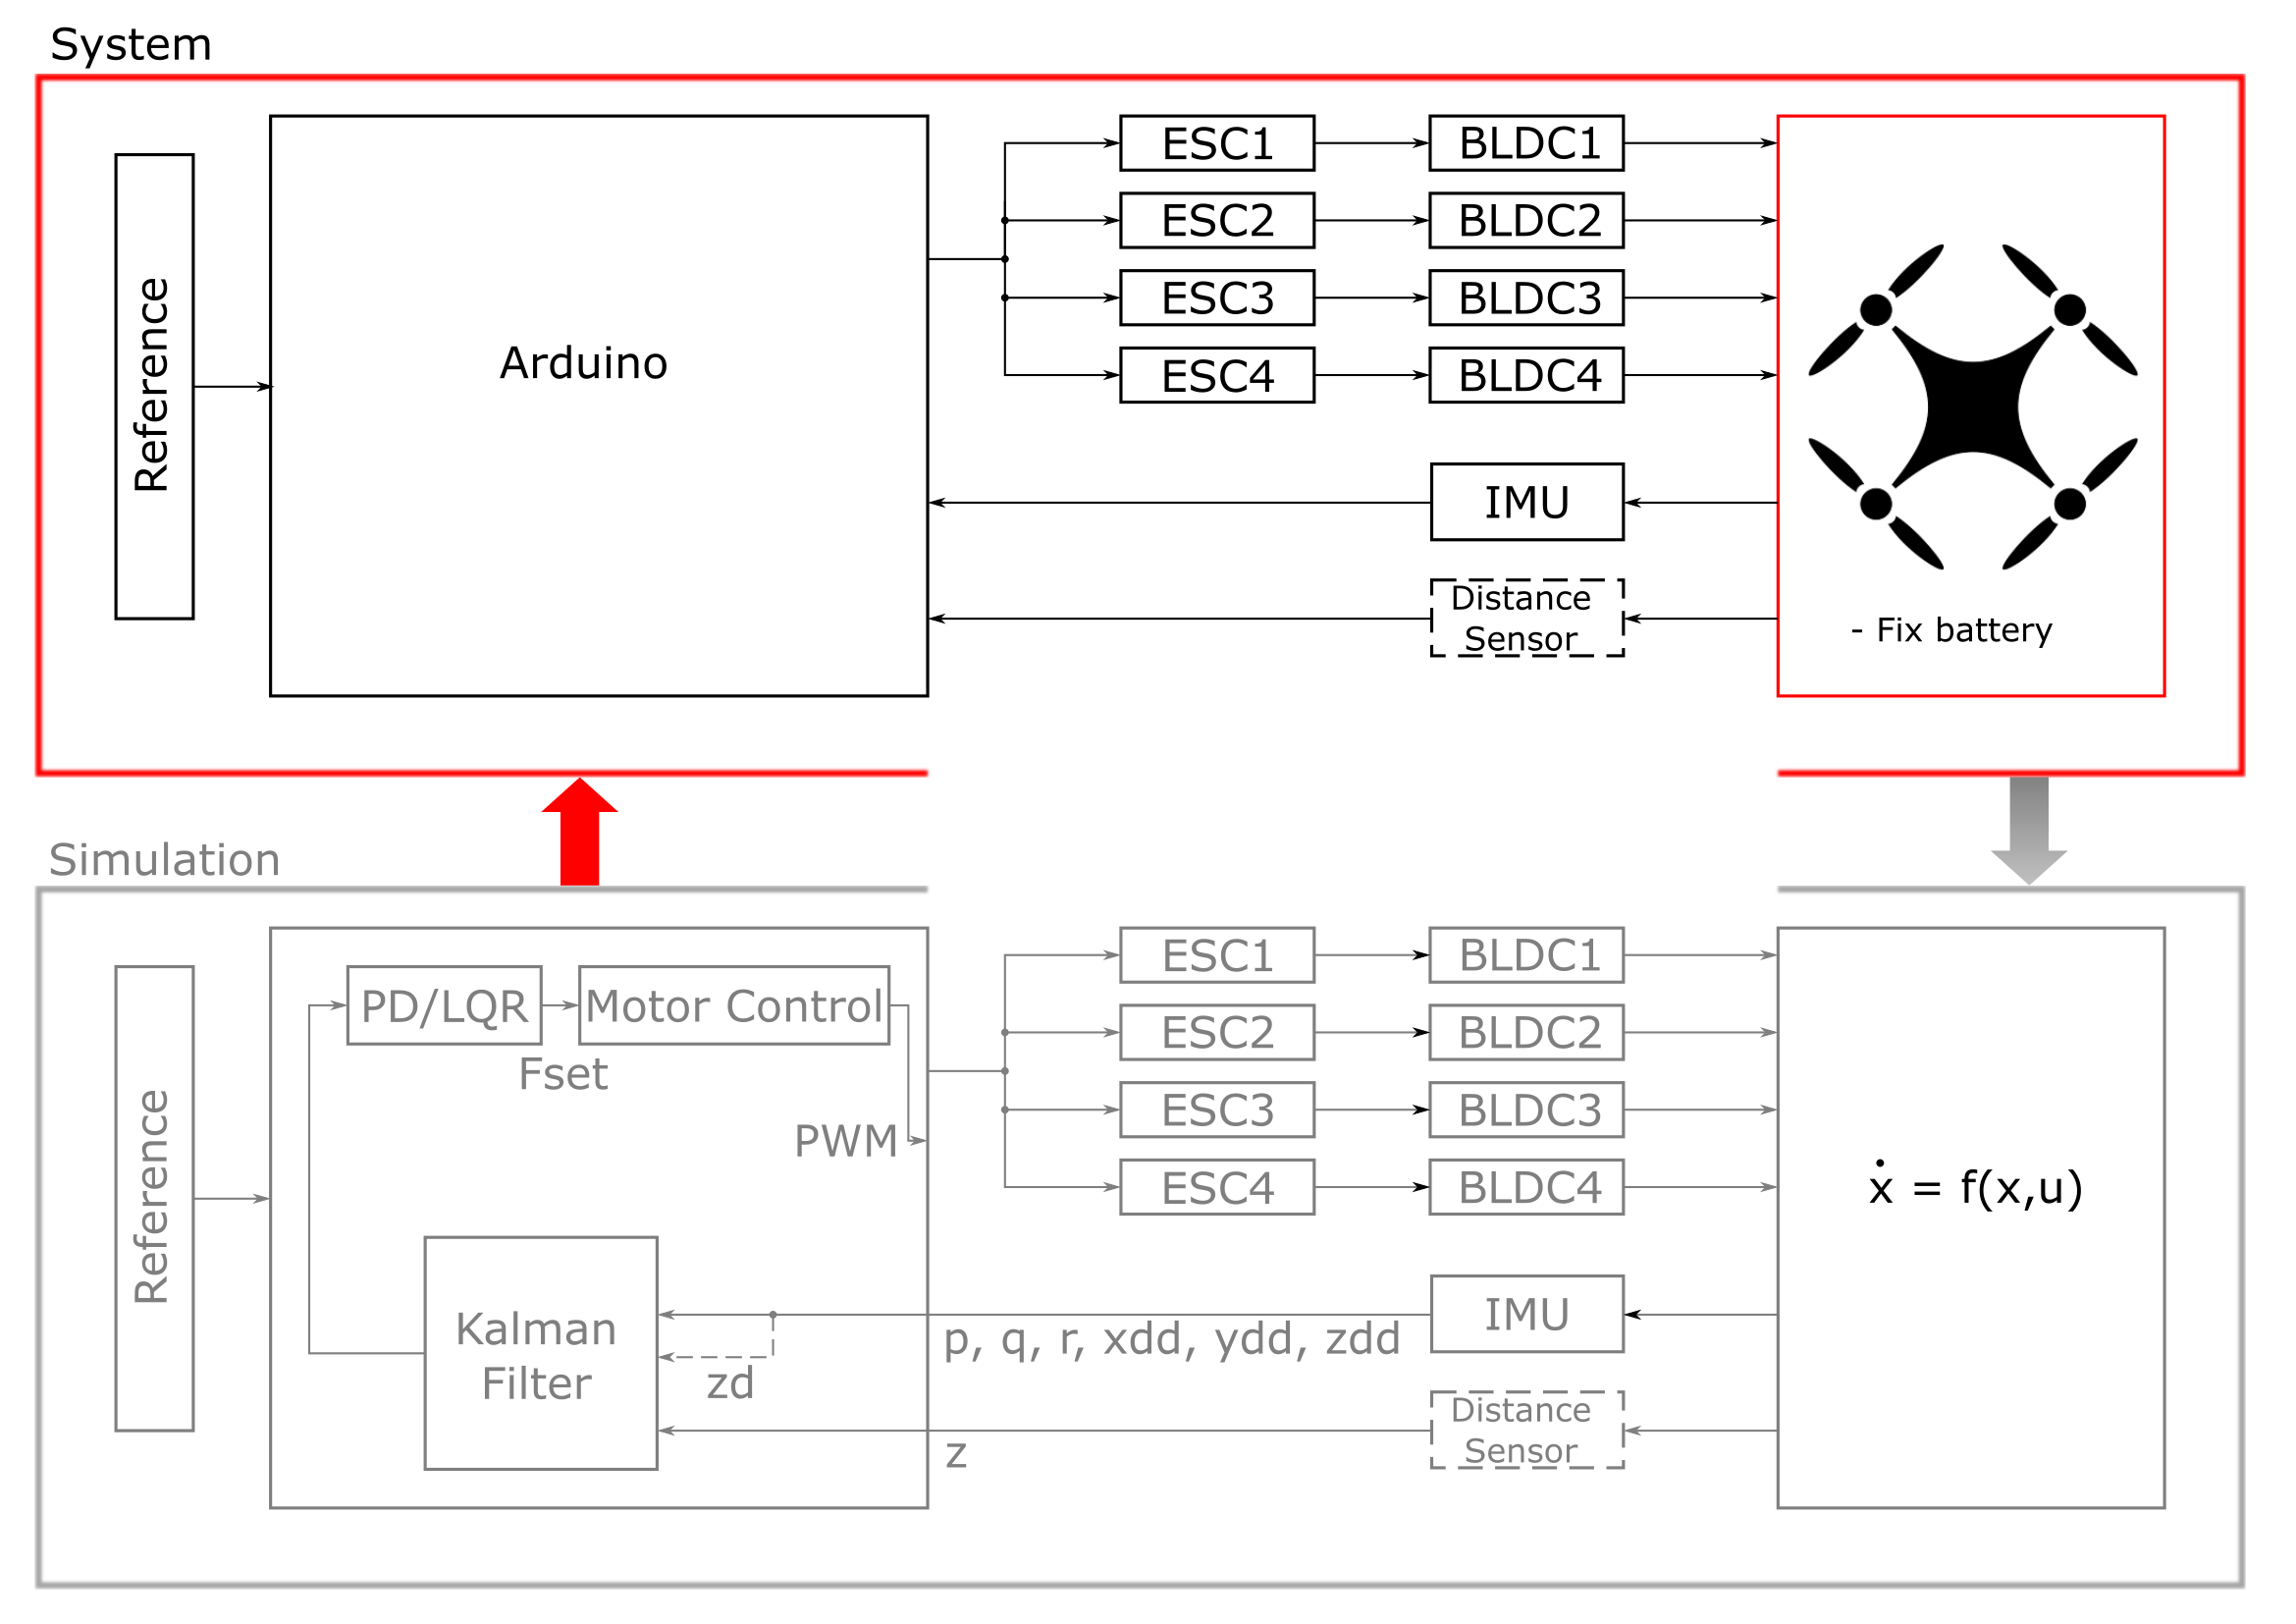 System
Reference
Arduino
ESC1
BLDC1
ESC2
BLDC2
ESC3
BLDC3
ESC4
BLDC4
IMU
Distance
Sensor
- Fix battery
Simulation
Reference
PD/LQR
Motor Control
Fset
PWM
Kalman
Filter
zd
ESC1
BLDC1
ESC2
BLDC2
ESC3
BLDC3
ESC4
BLDC4
IMU
p, q, r, xdd, ydd, zdd
Distance
Sensor
z
ẋ = f(x,u)